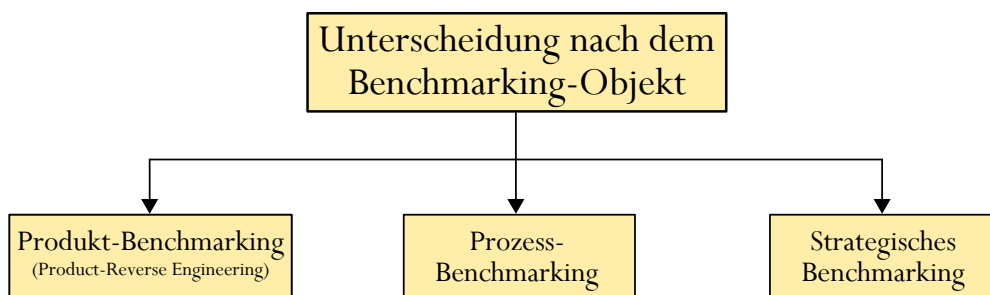 Unterscheidung nach dem
Benchmarking-Objekt
Produkt-Benchmarking
(Product-Reverse Engineering)
Prozess-
Benchmarking
Strategisches
Benchmarking